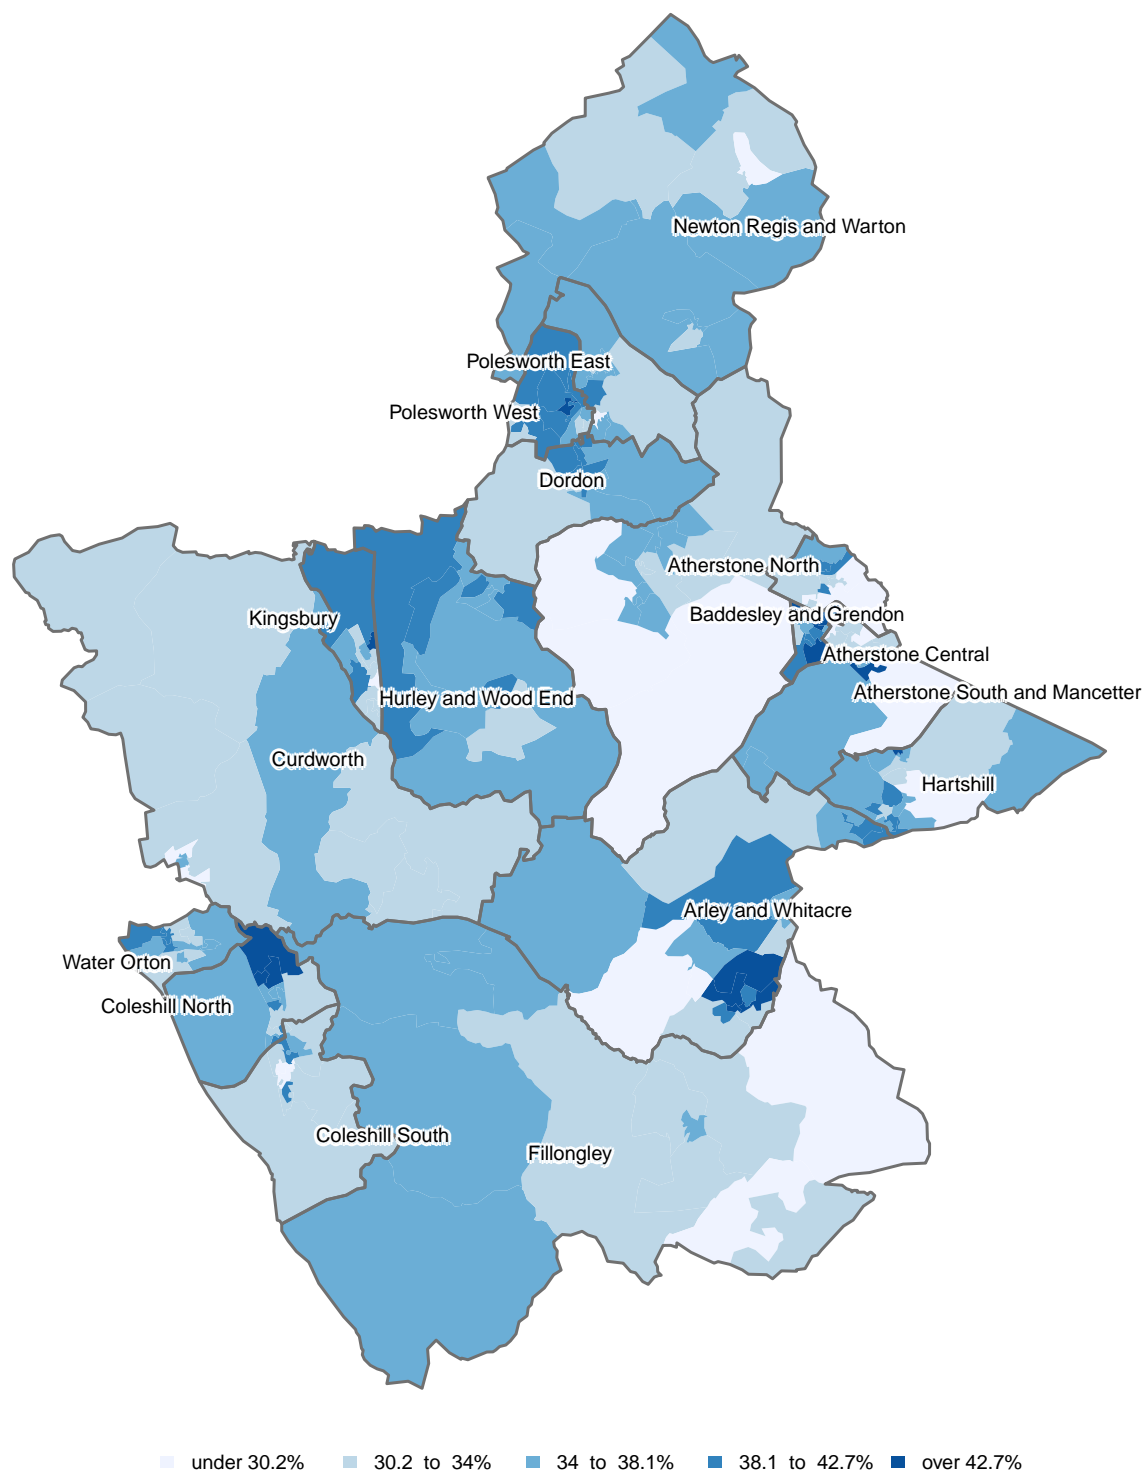 Newton Regis and Warton
Polesworth East
Polesworth West
Dordon
Atherstone North
Kingsbury
Baddesley and Grendon
Atherstone Central
Hurley and Wood End
Atherstone South and Mancetter
Curdworth
Hartshill
Arley and Whitacre
Water Orton
Coleshill North
Coleshill South
Fillongley
under 30.2% 30.2 to 34% 34 to 38.1% 38.1 to 42.7% over 42.7%